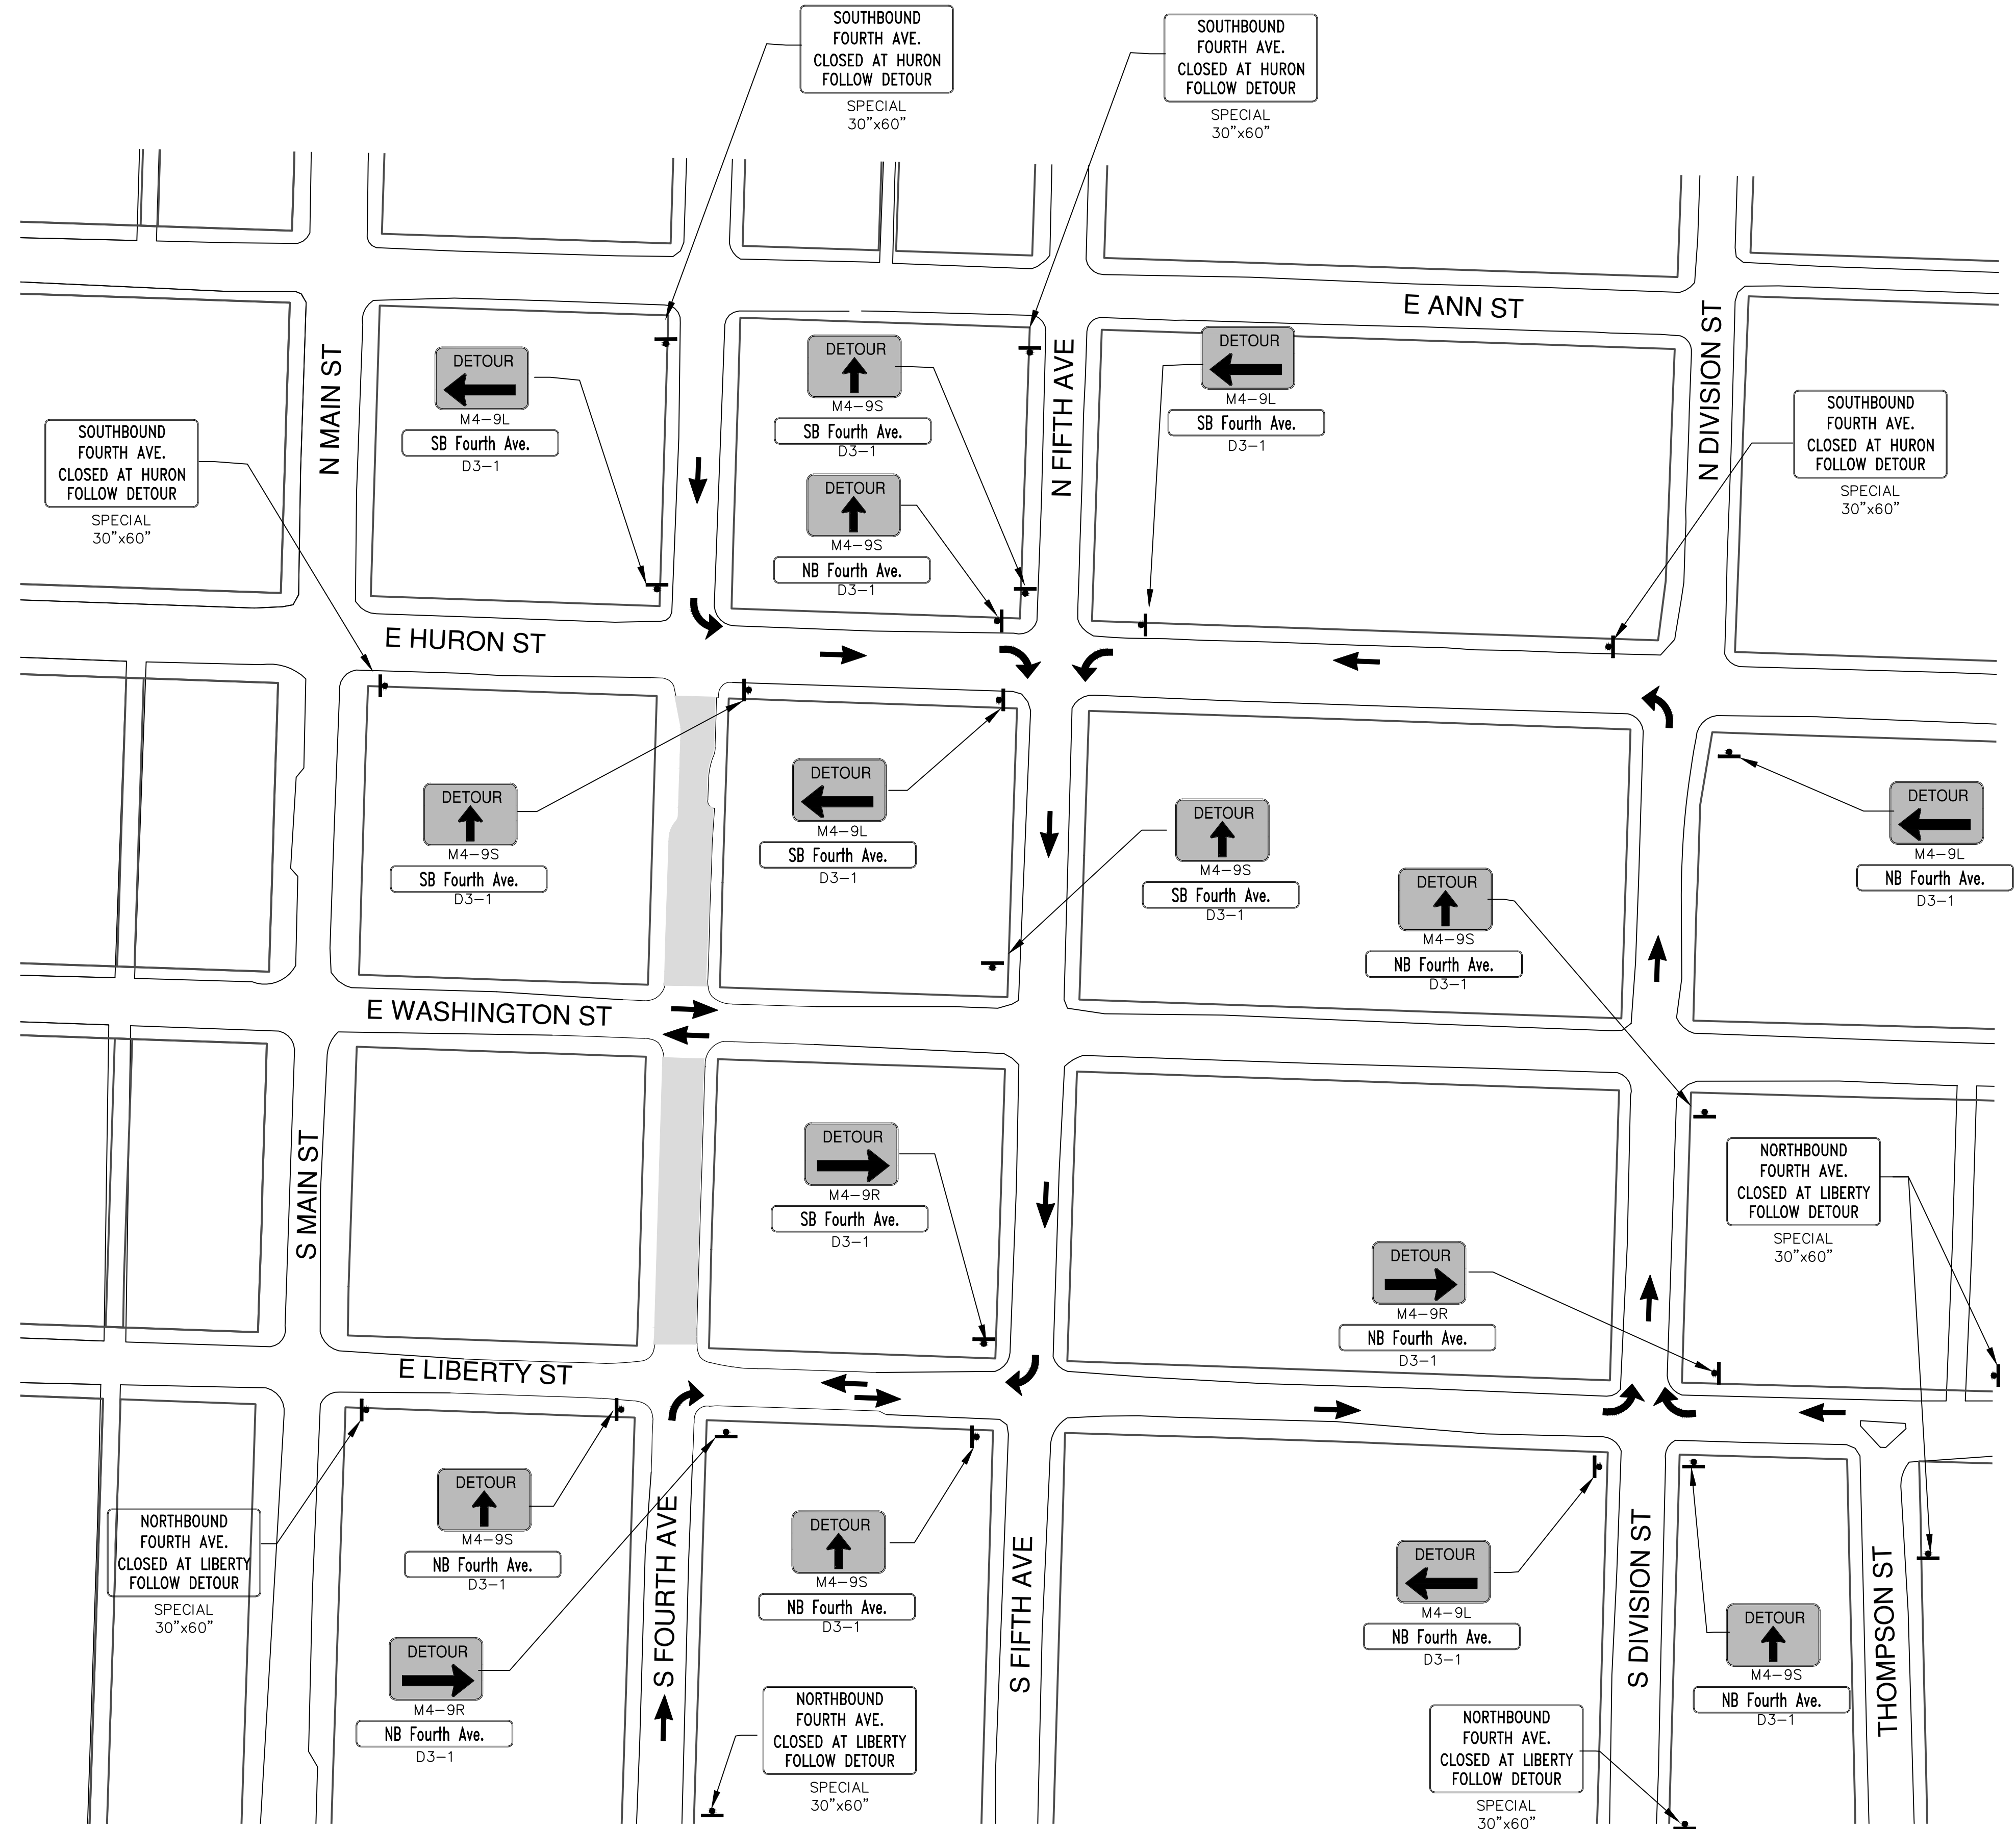 SOUTHBOUND
FOURTH AVE.
CLOSED AT HURON
FOLLOW DETOUR
SPECIAL
30"x60"
SOUTHBOUND
FOURTH AVE.
CLOSED AT HURON
FOLLOW DETOUR
SPECIAL
30"x60"
E ANN ST
N MAIN ST
N FIFTH AVE
N DIVISION ST
DETOUR
M4-9L
SB Fourth Ave.
D3-1
DETOUR
M4-9S
SB Fourth Ave.
D3-1
DETOUR
M4-9S
NB Fourth Ave.
D3-1
DETOUR
M4-9L
SB Fourth Ave.
D3-1
SOUTHBOUND
FOURTH AVE.
CLOSED AT HURON
FOLLOW DETOUR
SPECIAL
30"x60"
SOUTHBOUND
FOURTH AVE.
CLOSED AT HURON
FOLLOW DETOUR
SPECIAL
30"x60"
E HURON ST
DETOUR
M4-9S
SB Fourth Ave.
D3-1
DETOUR
M4-9L
SB Fourth Ave.
D3-1
DETOUR
M4-9S
SB Fourth Ave.
D3-1
DETOUR
M4-9S
NB Fourth Ave.
D3-1
DETOUR
M4-9L
NB Fourth Ave.
D3-1
E WASHINGTON ST
S MAIN ST
DETOUR
M4-9R
SB Fourth Ave.
D3-1
DETOUR
M4-9R
NB Fourth Ave.
D3-1
NORTHBOUND
FOURTH AVE.
CLOSED AT LIBERTY
FOLLOW DETOUR
SPECIAL
30"x60"
E LIBERTY ST
NORTHBOUND
FOURTH AVE.
CLOSED AT LIBERTY
FOLLOW DETOUR
SPECIAL
30"x60"
DETOUR
M4-9S
NB Fourth Ave.
D3-1
DETOUR
M4-9R
NB Fourth Ave.
D3-1
S FOURTH AVE
DETOUR
M4-9S
NB Fourth Ave.
D3-1
NORTHBOUND
FOURTH AVE.
CLOSED AT LIBERTY
FOLLOW DETOUR
SPECIAL
30"x60"
S FIFTH AVE
DETOUR
M4-9L
NB Fourth Ave.
D3-1
NORTHBOUND
FOURTH AVE.
CLOSED AT LIBERTY
FOLLOW DETOUR
SPECIAL
30"x60"
S DIVISION ST
DETOUR
M4-9S
NB Fourth Ave.
D3-1
THOMPSON ST